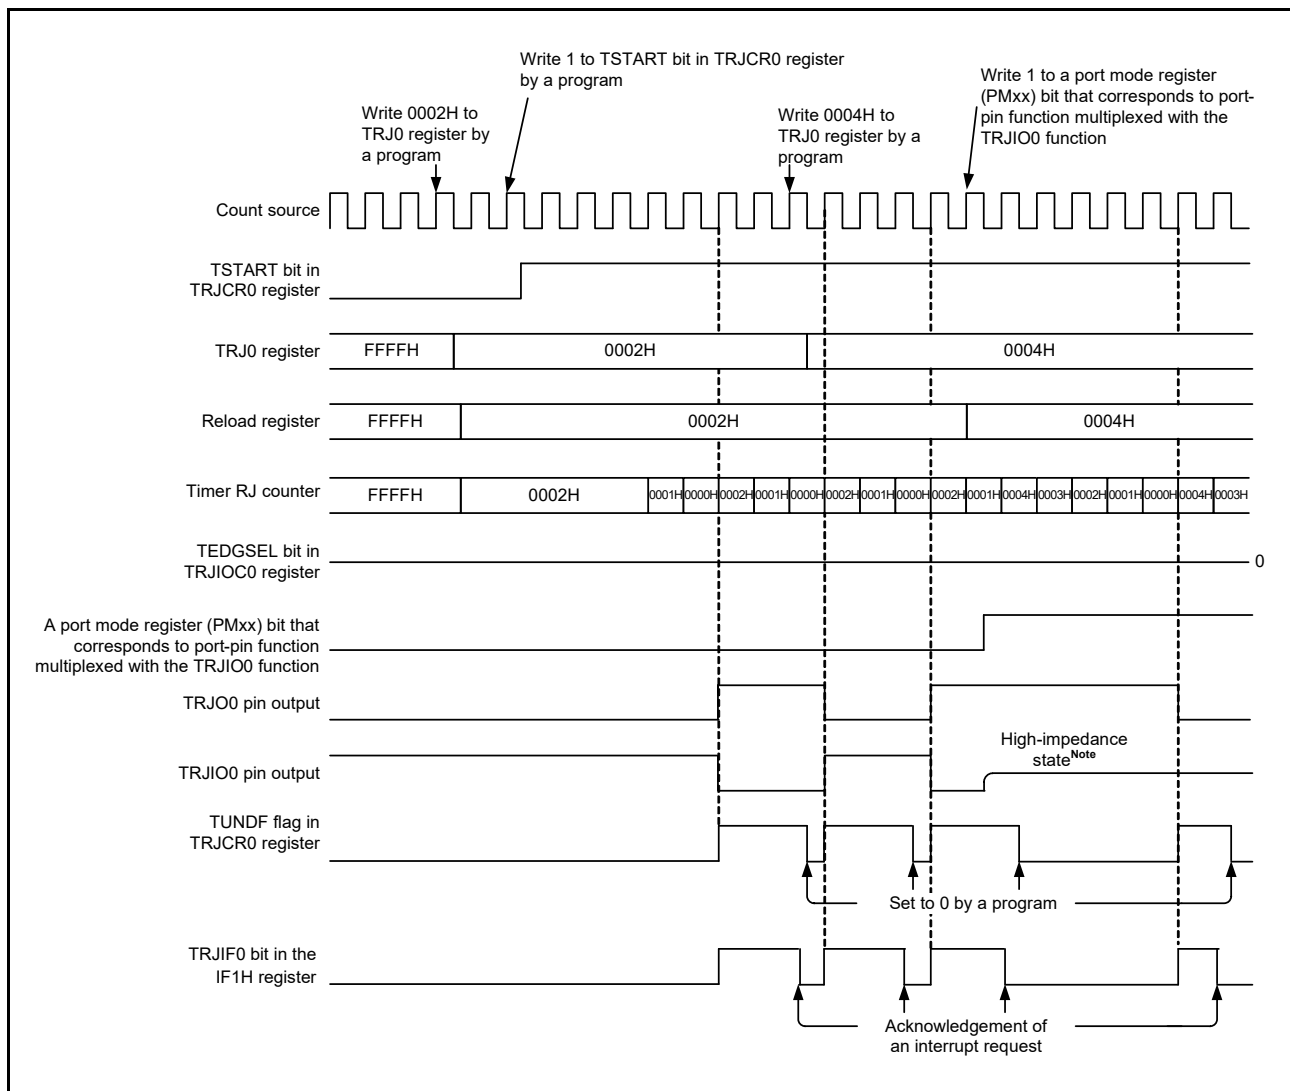 Write 1 to TSTART bit in TRJCR0 register
by a program
Write 1 to a port mode register
(PMxx) bit that corresponds to port-
pin function multiplexed with the
TRJIO0 function
Write 0002H to
TRJ0 register by
a program
Write 0004H to
TRJ0 register by a
program
Count source
TSTART bit in
TRJCR0 register
TRJ0 register
FFFFH 0002H 0004H
Reload register
FFFFH 0002H 0004H
Timer RJ counter
FFFFH 0002H 0001H 0000H 0002H 0001H 0000H 0002H 0001H 0000H 0002H 0001H 0004H 0003H 0002H 0001H 0000H 0004H 0003H
TEDGSEL bit in
TRJIOC0 register
0
A port mode register (PMxx) bit that
corresponds to port-pin function
multiplexed with the TRJIO0 function
TRJO0 pin output
High-impedance
stateNote
TRJIO0 pin output
TUNDF flag in
TRJCR0 register
Set to 0 by a program
TRJIF0 bit in the
IF1H register
Acknowledgement of
an interrupt request